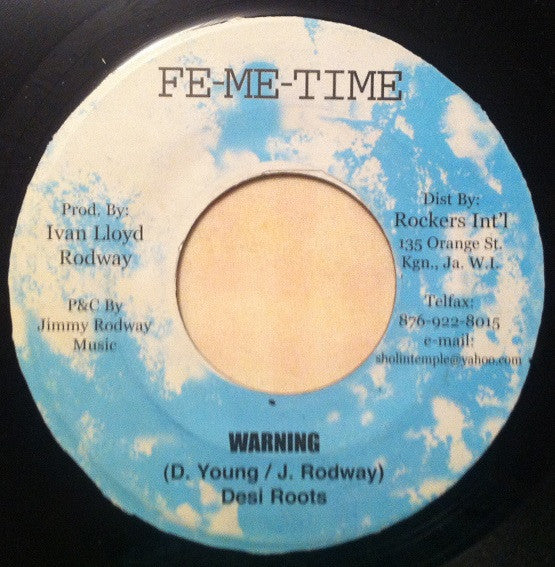 FE-ME-TIME
Prod. By:
Ivan Lloyd
Rodway
P&C By
Jimmy Rodway
Music
Dist By:
Rockers Int'l
135 Orange St.
Kgn., Ja. W.I.
Telfax:
876-922-8015
e-mail:
sholintemple@yahoo.com
WARNING
(D. Young / J. Rodway)
Desi Roots